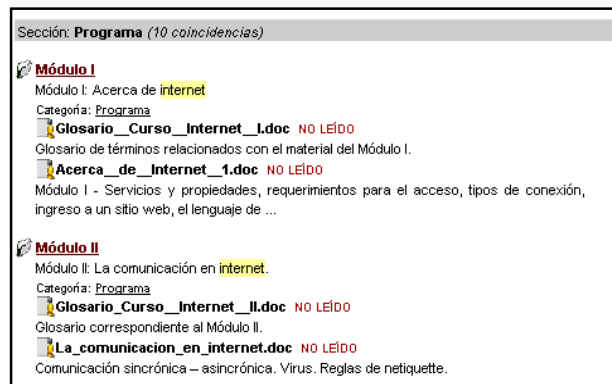 Sección: Programa (10 coincidencias)
Módulo I
Módulo I: Acerca de internet
Categoría: Programa
Glosario__Curso__Internet__I.doc NO LEÍDO
Glosario de términos relacionados con el material del Módulo I.
Acerca__de__Internet__1.doc NO LEÍDO
Módulo I - Servicios y propiedades, requerimientos para el acceso, tipos de conexión,
ingreso a un sitio web, el lenguaje de ...
Módulo II
Módulo II: La comunicación en internet.
Categoría: Programa
Glosario_Curso__Internet__II.doc NO LEÍDO
Glosario correspondiente al Módulo II.
La_comunicacion_en_internet.doc NO LEÍDO
Comunicación sincrónica – asincrónica. Virus. Reglas de netiquette.